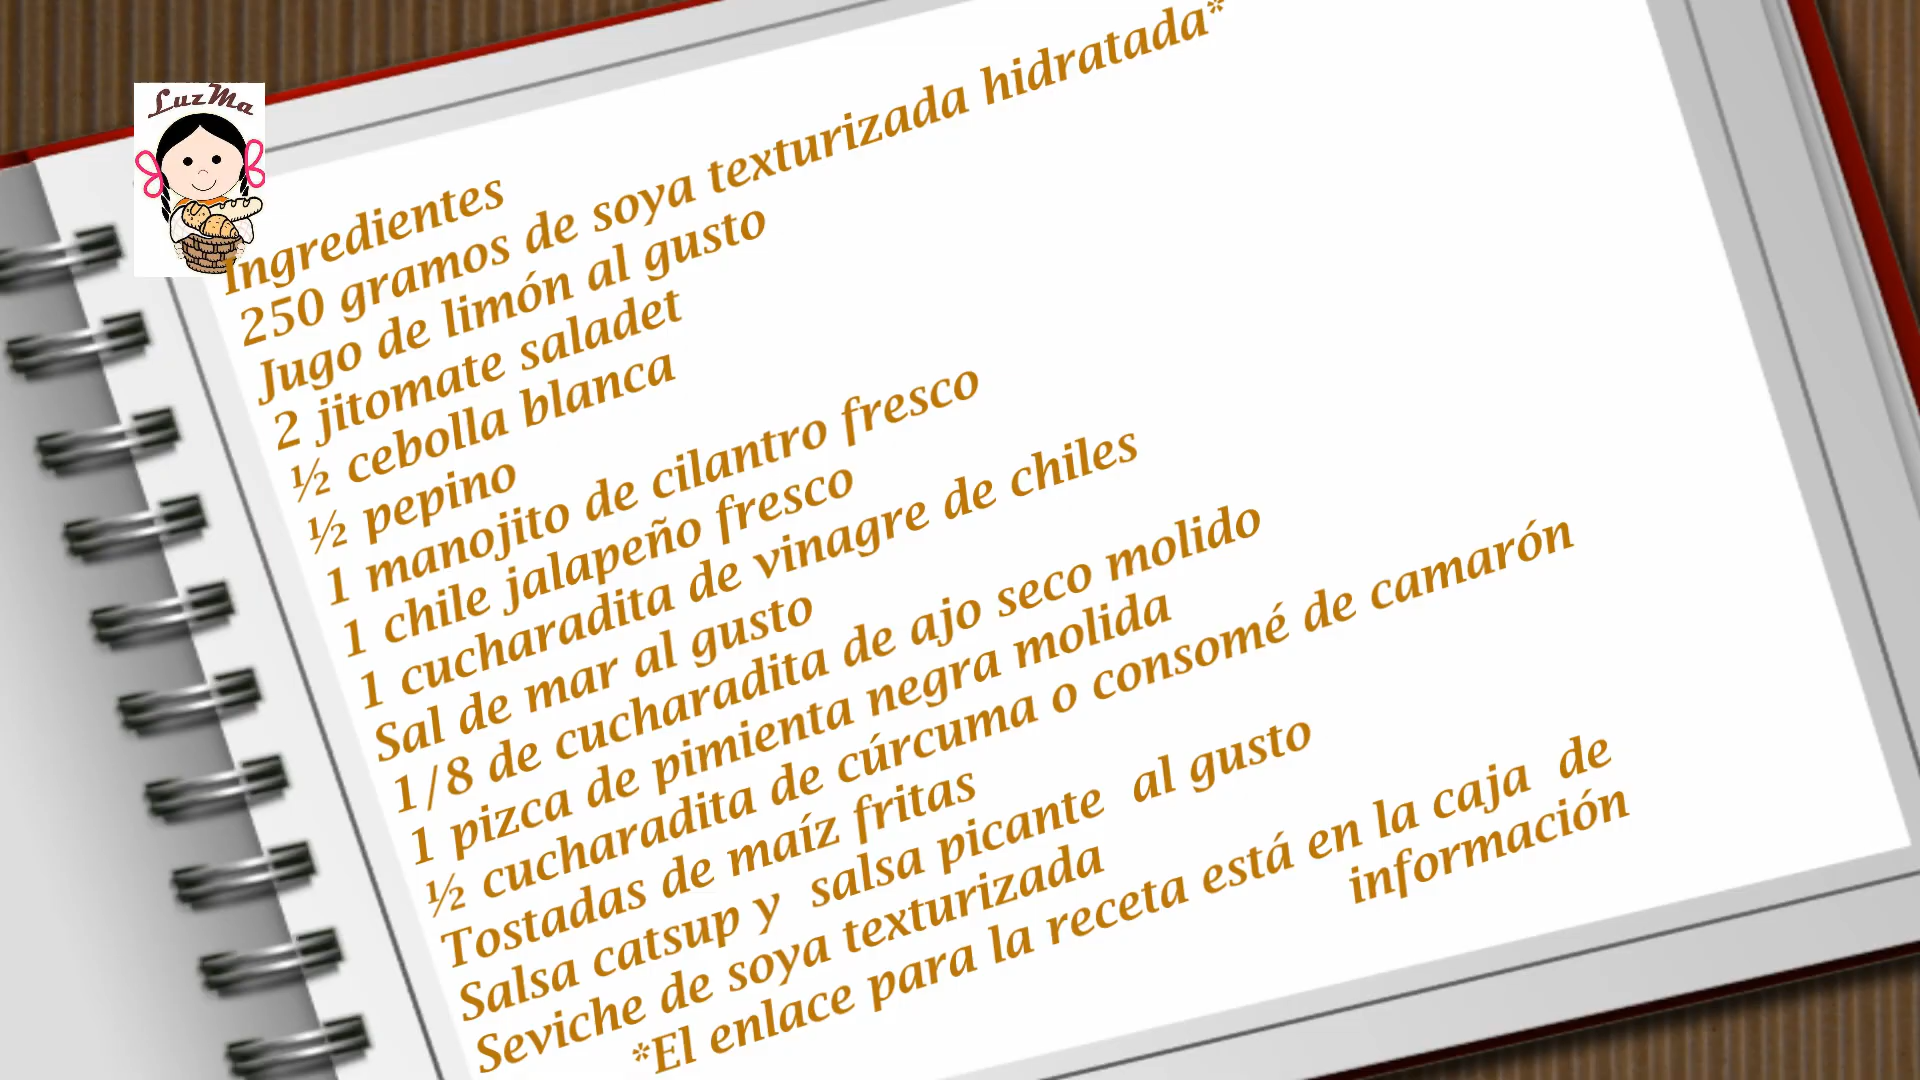 LuzMa
Ingredientes
250 gramos de soya texturizada hidratada*
Jugo de limón al gusto
2 jitomate saladet
½ cebolla blanca
½ pepino
1 manojito de cilantro fresco
1 chile jalapeño fresco
1 cucharadita de vinagre de chiles
Sal de mar al gusto
1/8 de cucharadita de ajo seco molido
1 pizca de pimienta negra molida
½ cucharadita de cúrcuma o consomé de camarón
Tostadas de maíz fritas
Salsa catsup y salsa picante al gusto
Seviche de soya texturizada
*El enlace para la receta está en la caja de
información